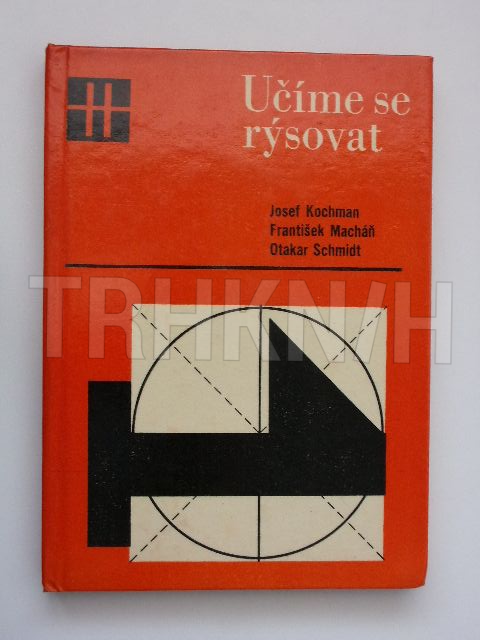 Učíme se
rýsovat
Josef Kochman
František Macháň
Otakar Schmidt
TRHKNIH